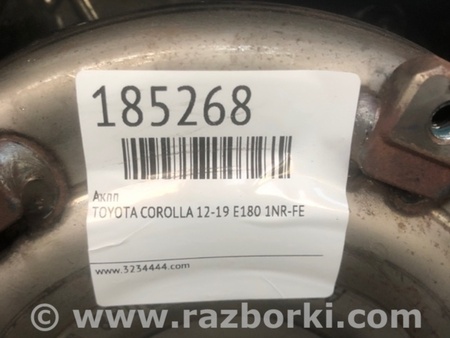 185268
Акпп
TOYOTA COROLLA 12-19 E180 1NR-FE
www.3234444.com
www.razborki.com